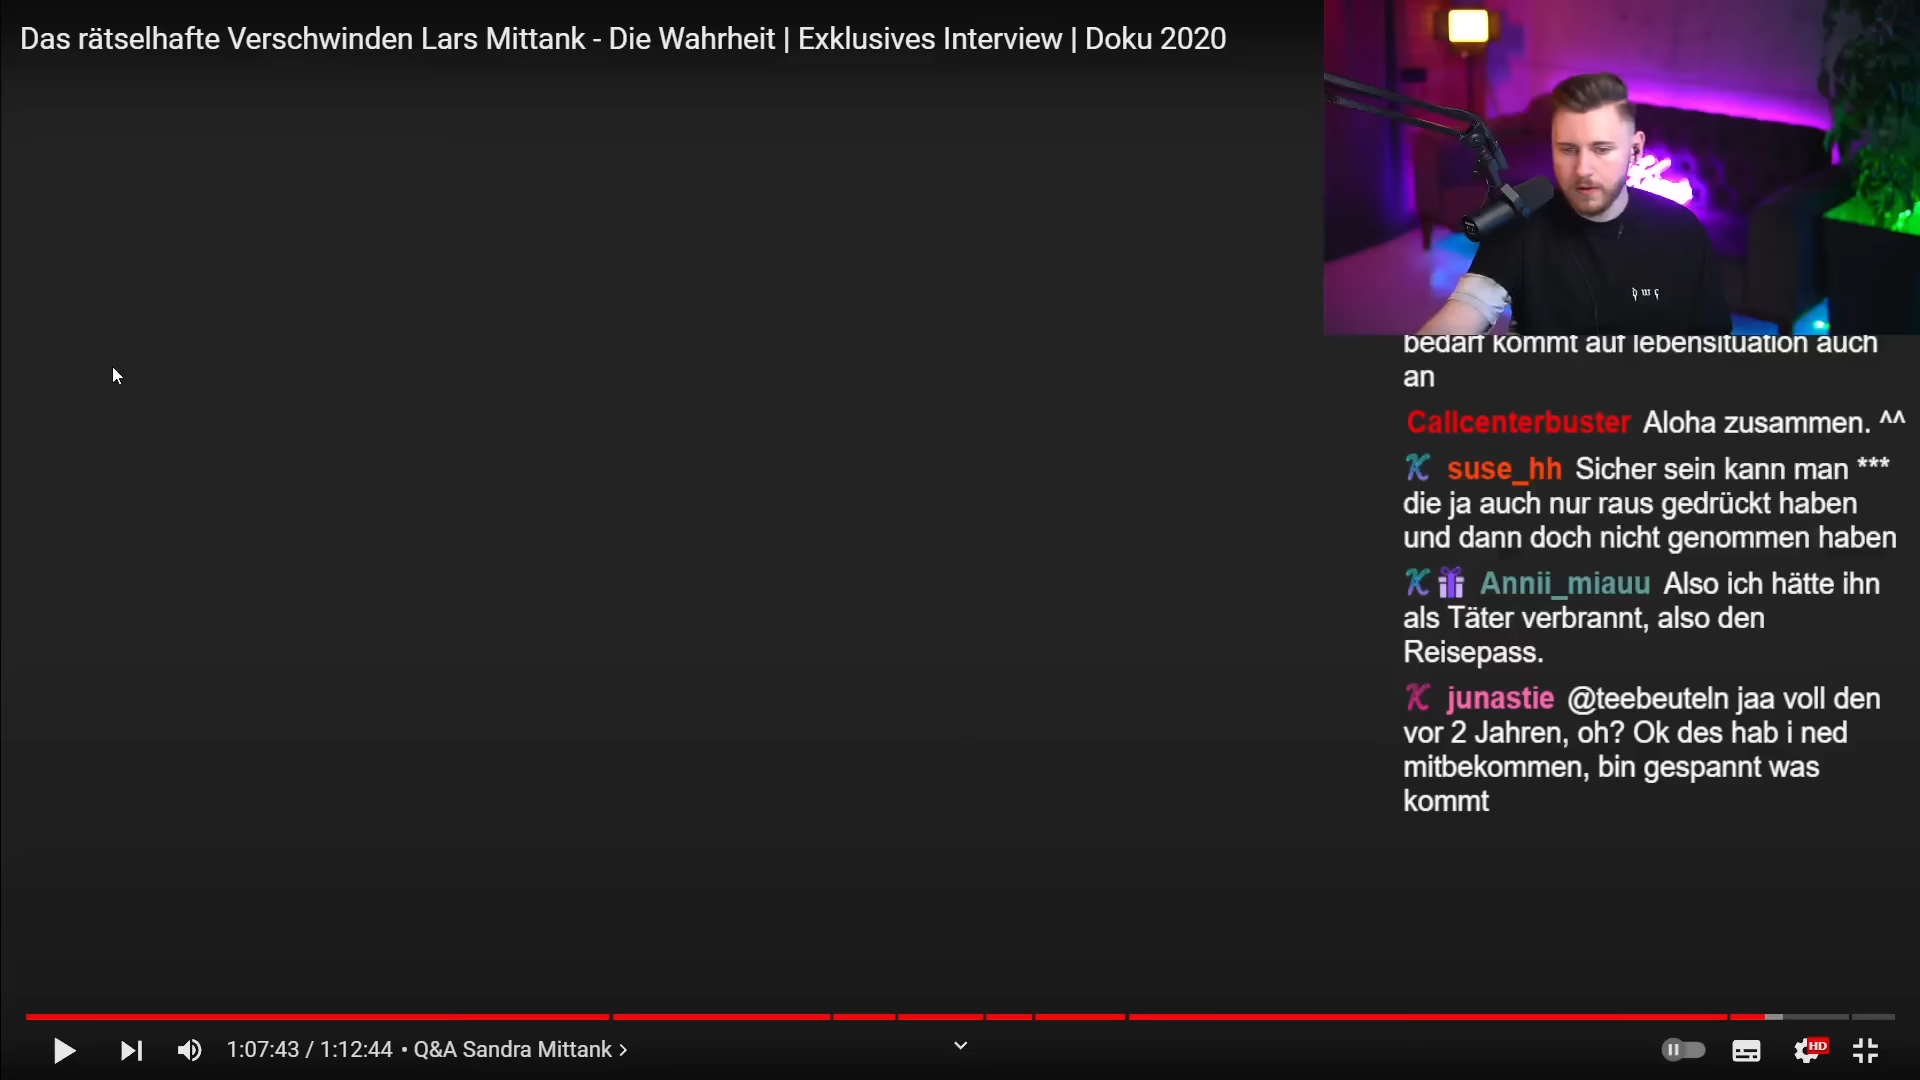 Das rätselhafte Verschwinden Lars Mittank - Die Wahrheit | Exklusives Interview | Doku 2020
bedarf kommt auf lebensituation auch
an
Callcenterbuster Aloha zusammen. ^^
suse_hh Sicher sein kann man ***
die ja auch nur raus gedrückt haben
und dann doch nicht genommen haben
Annii_miauu Also ich hätte ihn
als Täter verbrannt, also den
Reisepass.
junastie @teebeuteln jaa voll den
vor 2 Jahren, oh? Ok des hab i ned
mitbekommen, bin gespannt was
kommt
1:07:43 / 1:12:44 • Q&A Sandra Mittank ›
HD